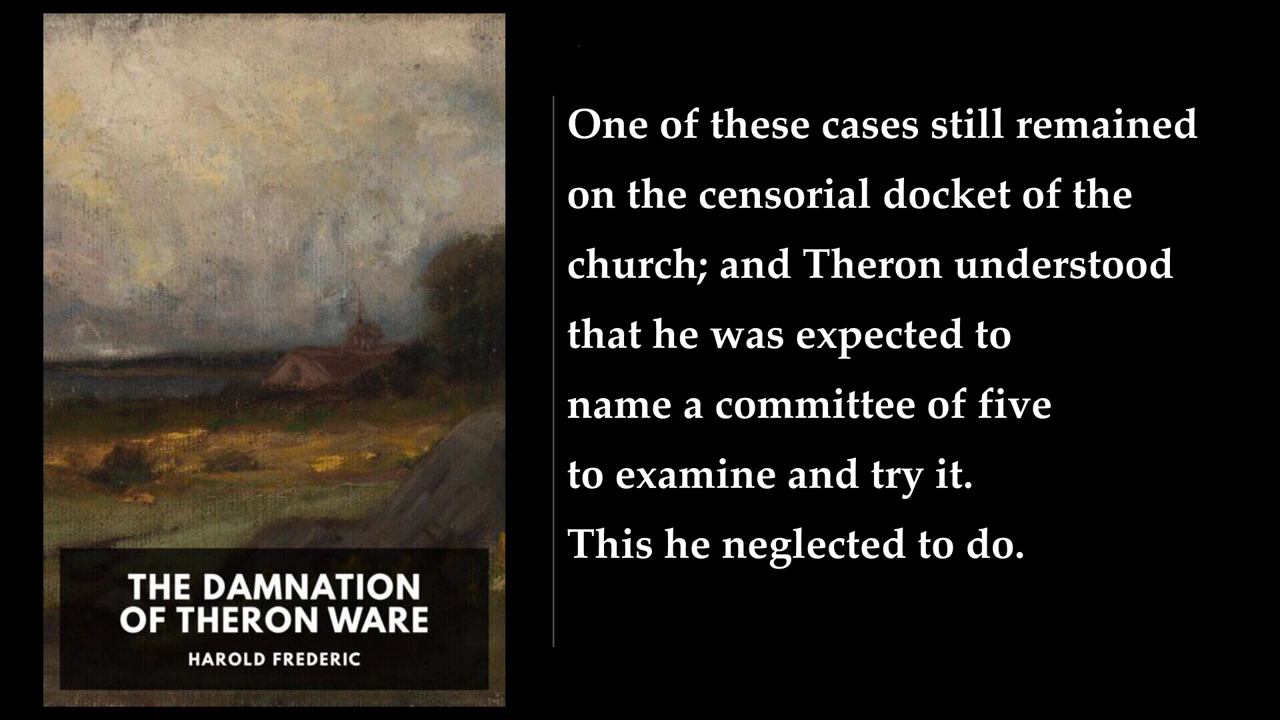 THE DAMNATION
OF THERON WARE
HAROLD FREDERIC
One of these cases still remained
on the censorial docket of the
church; and Theron understood
that he was expected to
name a committee of five
to examine and try it.
This he neglected to do.